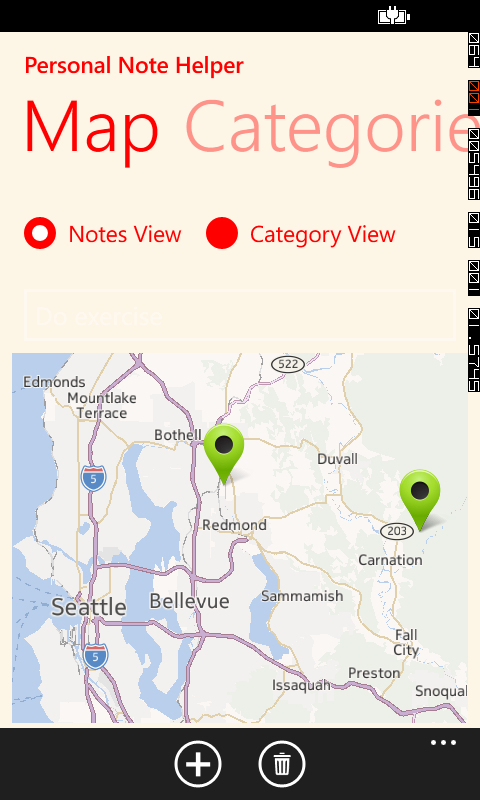 Personal Note Helper
Map Categorie
Notes View Category View
Do exercise
522
Edmonds
Mountlake
Terrace
Bothell
Duvall
5
Redmond
203
Carnation
Seattle
Bellevue
Sammamish
Fall
City
5
Preston
Issaquah
Snoqual